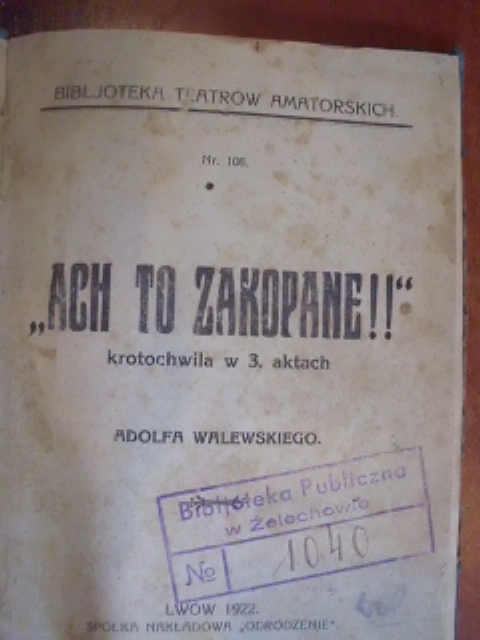 BIBLJOTEKA TEATRÓW AMATORSKICH.
Nr. 108.
„ACH TO ZAKOPANE!!“
krotochwila w 3. aktach
ADOLFA WALEWSKIEGO.
Biblioteka Publiczna
w Żelechowie
№ 1040
LWÓW 1922.
SPÓŁKA NAKŁADOWA „ODRODZENIE“.